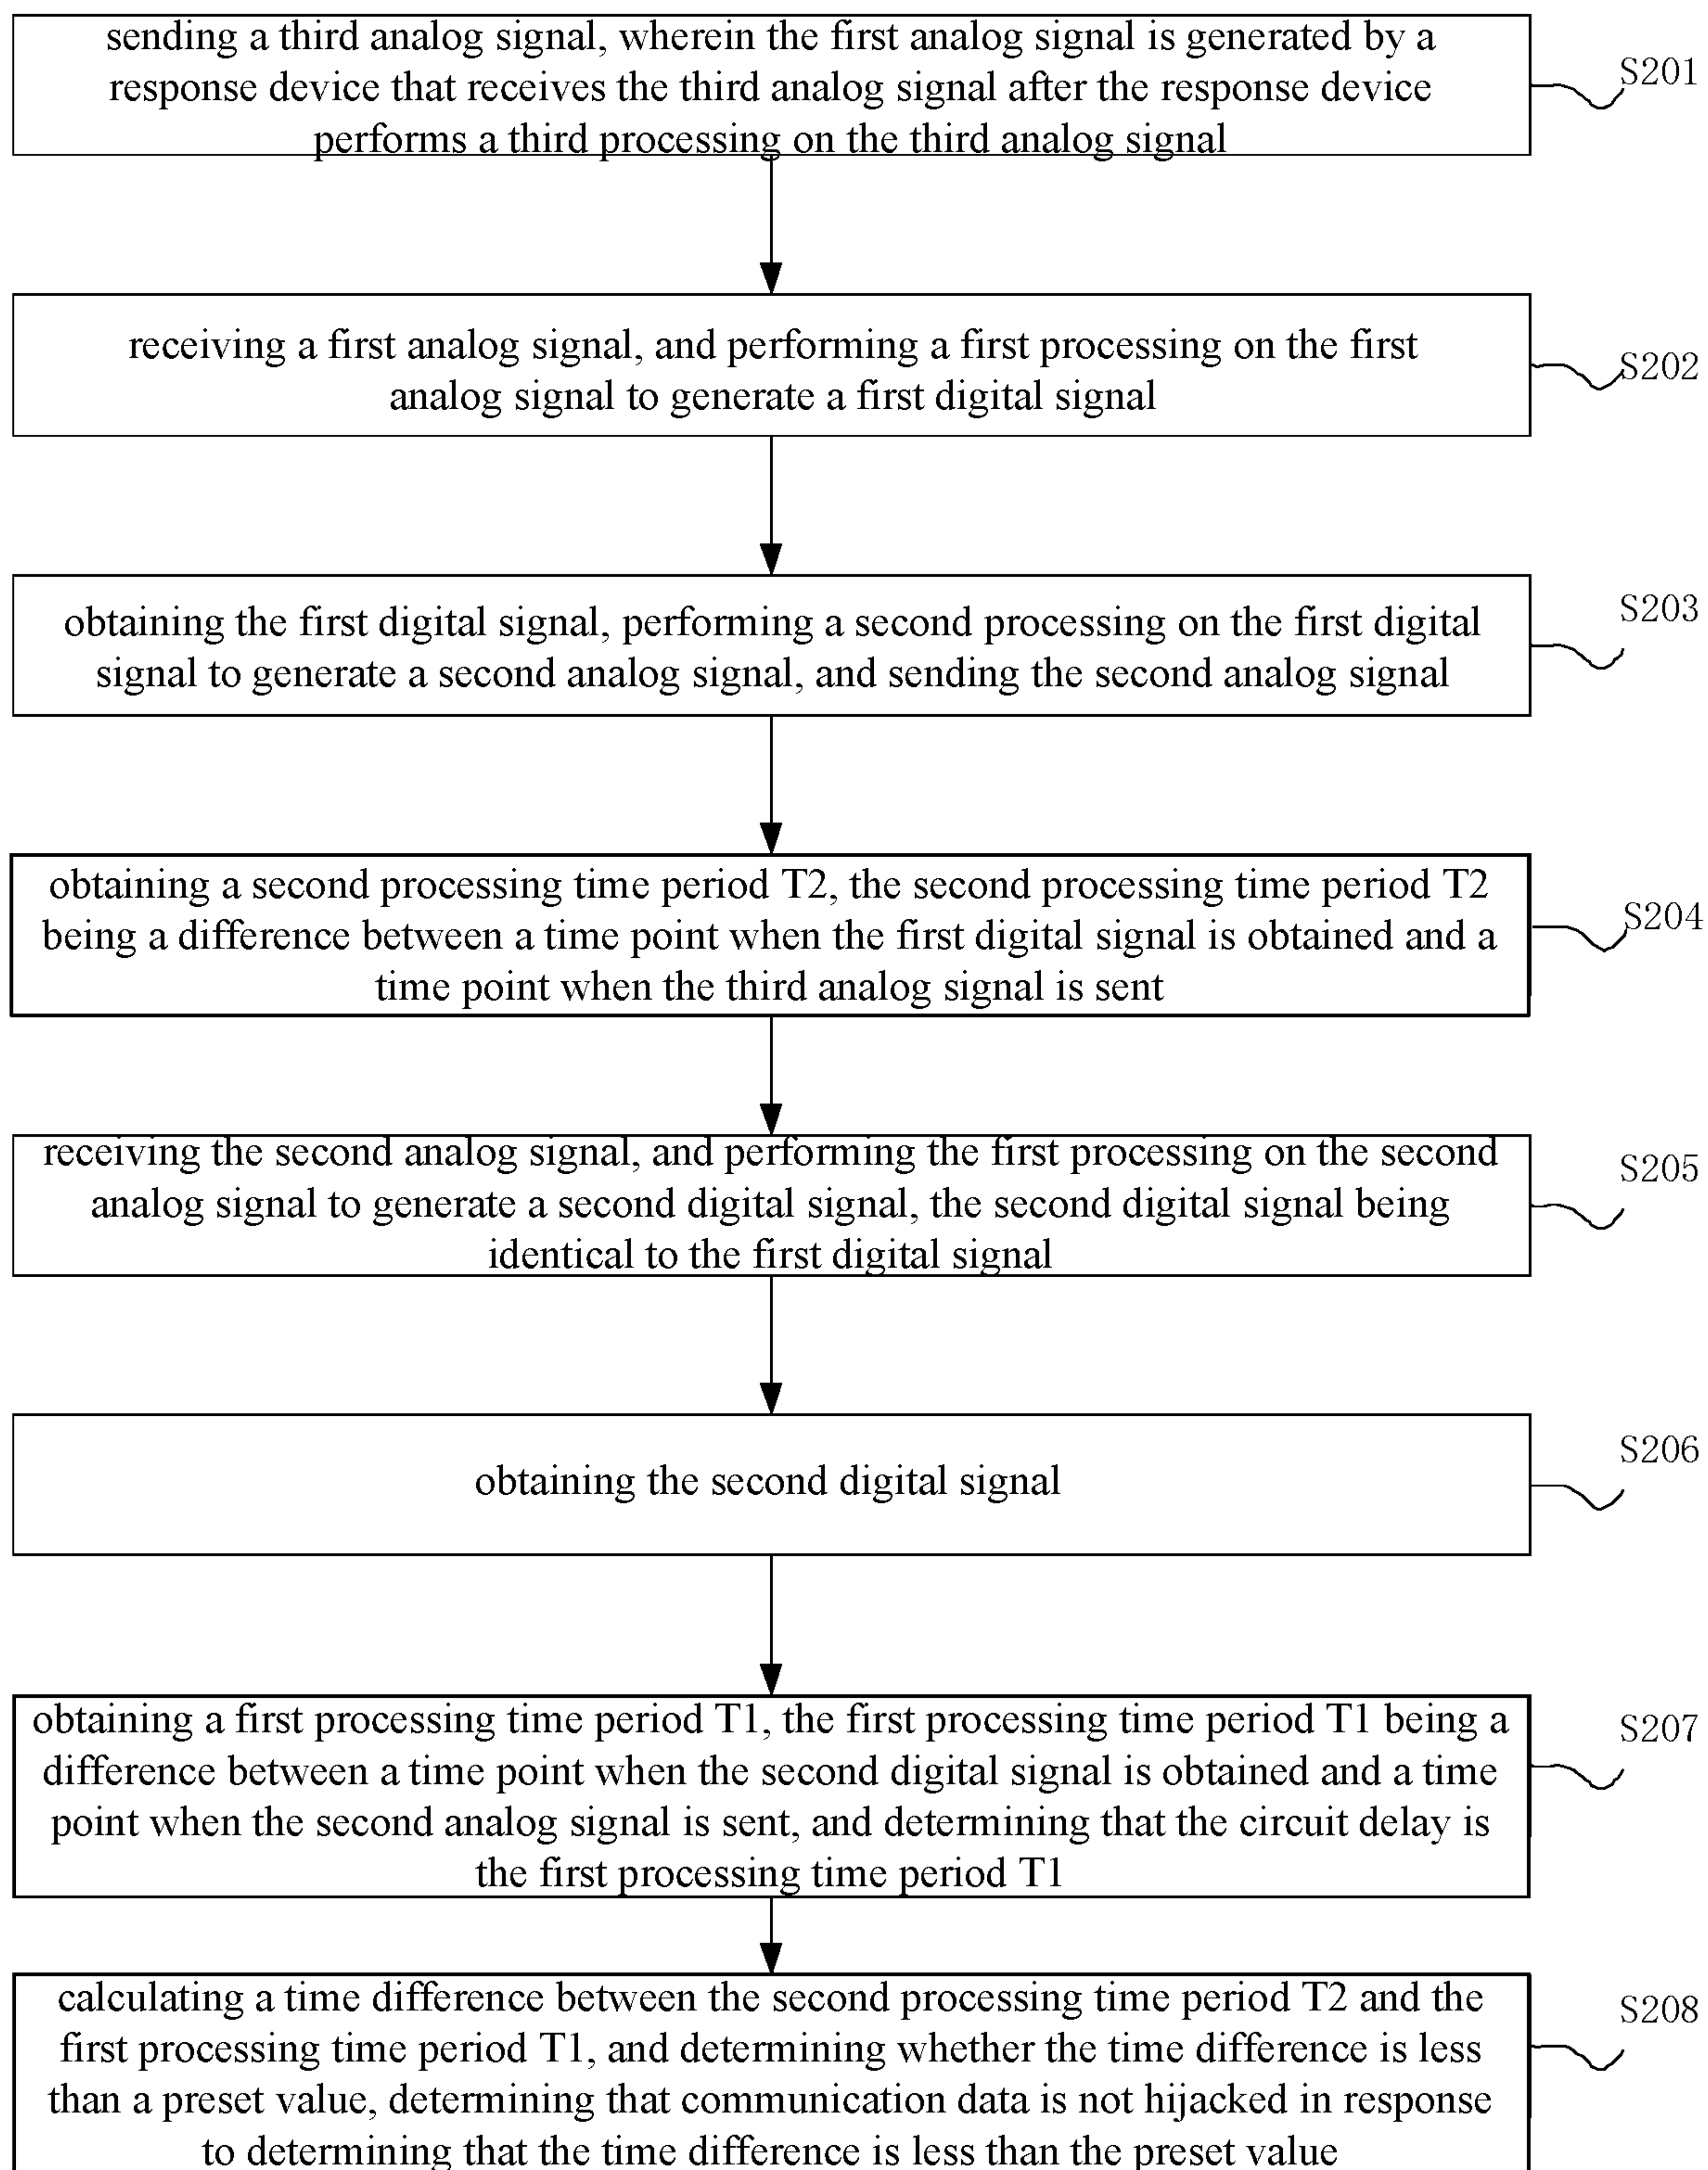 sending a third analog signal, wherein the first analog signal is generated by a
response device that receives the third analog signal after the response device
performs a third processing on the third analog signal
S201
receiving a first analog signal, and performing a first processing on the first
analog signal to generate a first digital signal
S202
obtaining the first digital signal, performing a second processing on the first digital
signal to generate a second analog signal, and sending the second analog signal
S203
obtaining a second processing time period T2, the second processing time period T2
being a difference between a time point when the first digital signal is obtained and a
time point when the third analog signal is sent
S204
receiving the second analog signal, and performing the first processing on the second
analog signal to generate a second digital signal, the second digital signal being
identical to the first digital signal
S205
obtaining the second digital signal
S206
obtaining a first processing time period T1, the first processing time period T1 being a
difference between a time point when the second digital signal is obtained and a time
point when the second analog signal is sent, and determining that the circuit delay is
the first processing time period T1
S207
calculating a time difference between the second processing time period T2 and the
first processing time period T1, and determining whether the time difference is less
than a preset value, determining that communication data is not hijacked in response
to determining that the time difference is less than the preset value
S208